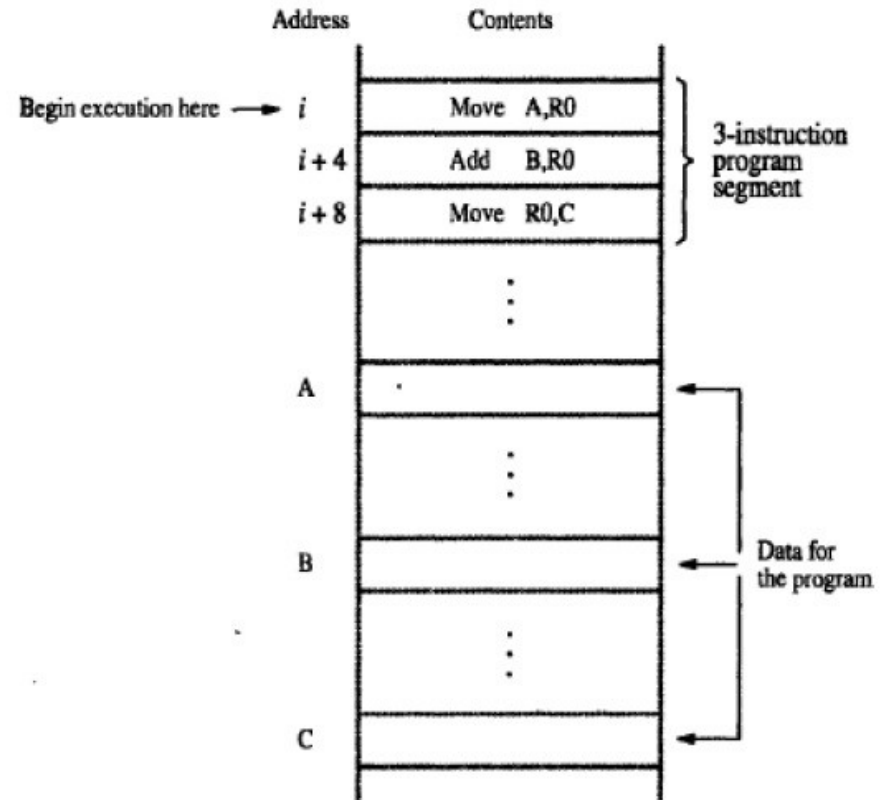 Address Contents
Begin execution here i Move A,R0
i + 4 Add B,R0
i + 8 Move R0,C
3-instruction
program
segment
A
B
Data for
the program
C